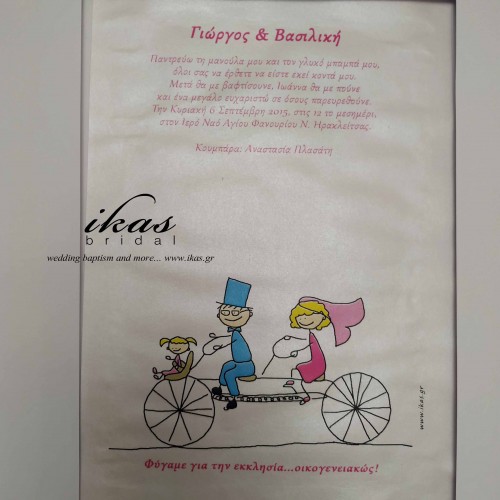 Γιώργος & Βασιλική
Παντρεύω τη μανούλα μου και τον γλυκό μπαμπά μου,
όλοι σας να έρθετε να είστε εκεί κοντά μου.
Μετά θα με βαφτίσουνε, Ιωάννα θα με πούνε
και ένα μεγάλο ευχαριστώ σε όσους παρευρεθούνε.
Την Κυριακή 6 Σεπτέμβρη 2015, στις 12 το μεσημέρι,
στον Ιερό Ναό Αγίου Φανουρίου Ν. Ηρακλείτσας.
Κουμπάρα: Αναστασία Πλασάτη
ikas
bridal
wedding baptism and more... www.ikas.gr
www.ikas.gr
Φύγαμε για την εκκλησία...οικογενειακώς!